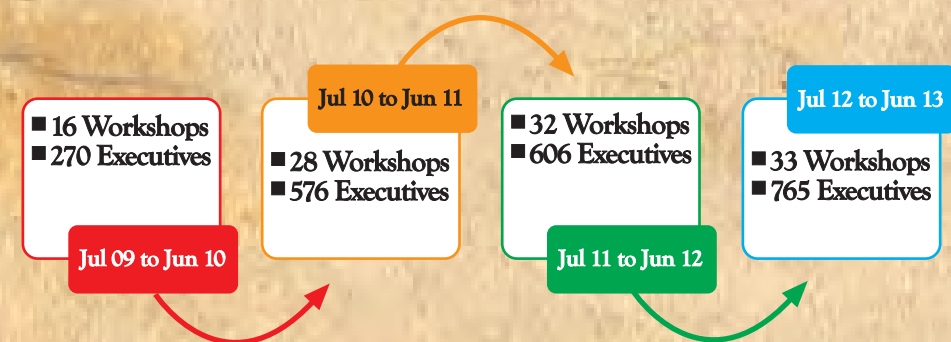 ■ 16 Workshops
■ 270 Executives
Jul 09 to Jun 10
Jul 10 to Jun 11
■ 28 Workshops
■ 576 Executives
■ 32 Workshops
■ 606 Executives
Jul 11 to Jun 12
Jul 12 to Jun 13
■ 33 Workshops
■ 765 Executives